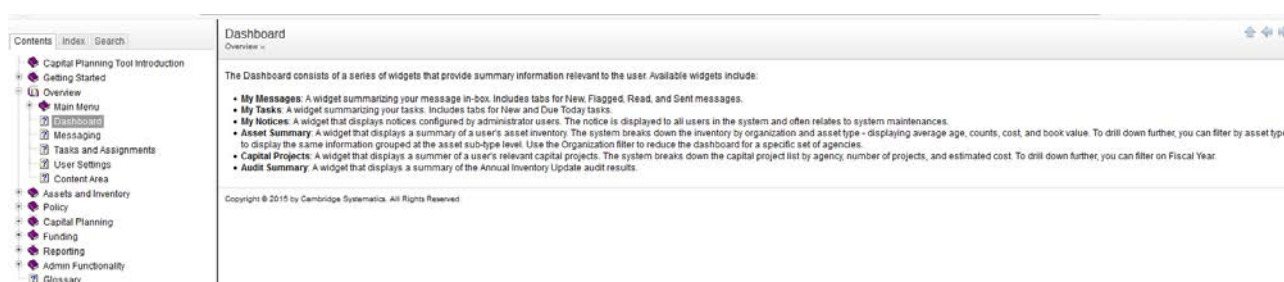 Contents Index Search
Capital Planning Tool Introduction
Getting Started
Overview
Main Menu
Dashboard
Messaging
Tasks and Assignments
User Settings
Content Area
Assets and Inventory
Policy
Capital Planning
Funding
Reporting
Admin Functionality
Glossary
Dashboard
Overview
The Dashboard consists of a series of widgets that provide summary information relevant to the user. Available widgets include:
• My Messages: A widget summarizing your message in-box. Includes tabs for New, Flagged, Read, and Sent messages.
• My Tasks: A widget summarizing your tasks. Includes tabs for New and Due Today tasks.
• My Notices: A widget that displays notices configured by administrator users. The notice is displayed to all users in the system and often relates to system maintenances.
• Asset Summary: A widget that displays a summary of a user's asset inventory. The system breaks down the inventory by organization and asset type - displaying average age, counts, cost, and book value. To drill down further, you can filter by asset type
to display the same information grouped at the asset sub-type level. Use the Organization filter to reduce the dashboard for a specific set of agencies.
• Capital Projects: A widget that displays a summer of a user's relevant capital projects. The system breaks down the capital project list by agency, number of projects, and estimated cost. To drill down further, you can filter on Fiscal Year.
• Audit Summary: A widget that displays a summary of the Annual Inventory Update audit results.
Copyright © 2015 by Cambridge Systematics. All Rights Reserved